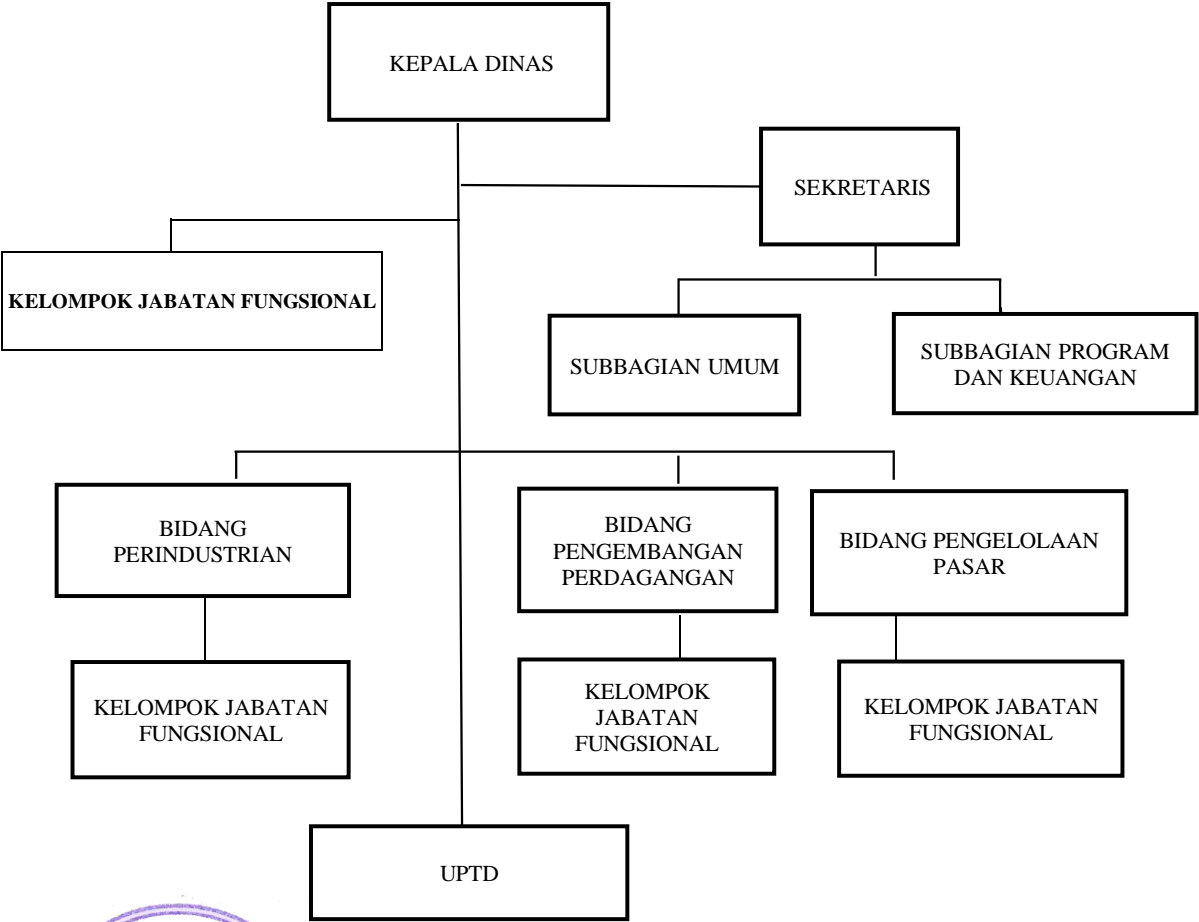 KEPALA DINAS
SEKRETARIS
KELOMPOK JABATAN FUNGSIONAL
SUBBAGIAN UMUM
SUBBAGIAN PROGRAM
DAN KEUANGAN
BIDANG
PERINDUSTRIAN
BIDANG
PENGEMBANGAN
PERDAGANGAN
BIDANG PENGELOLAAN
PASAR
KELOMPOK JABATAN
FUNGSIONAL
KELOMPOK
JABATAN
FUNGSIONAL
KELOMPOK JABATAN
FUNGSIONAL
UPTD